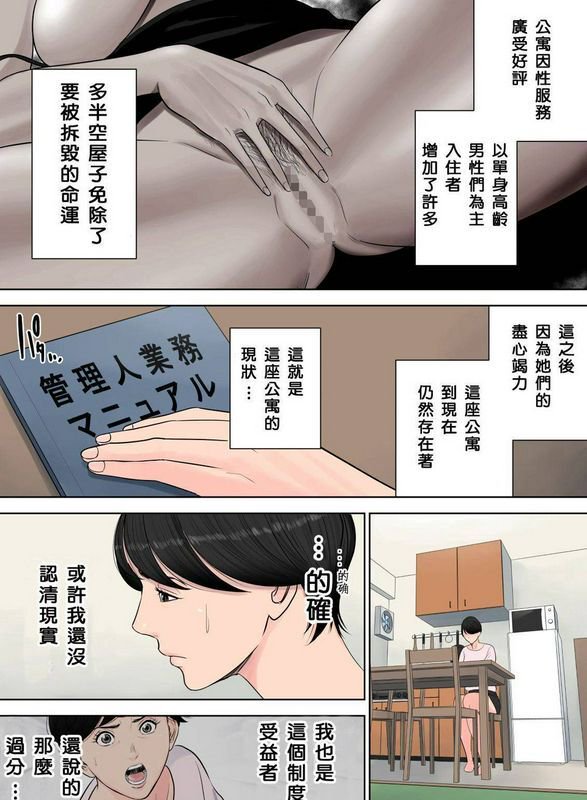 公寓因性服務
廣受好評
以單身高齡
男性們為主
入住者
增加了許多
多半空屋子免除了
要被拆毀的命運
這之後
因為她們的
盡心竭力
這座公寓
到現在
仍然存在著
這就是
這座公寓的
現狀…
管理人業務
マニュアル
…的確
…的確
或許我還沒
認清現實
我也是
這個制度
受益者
還說的
那麼
過分…